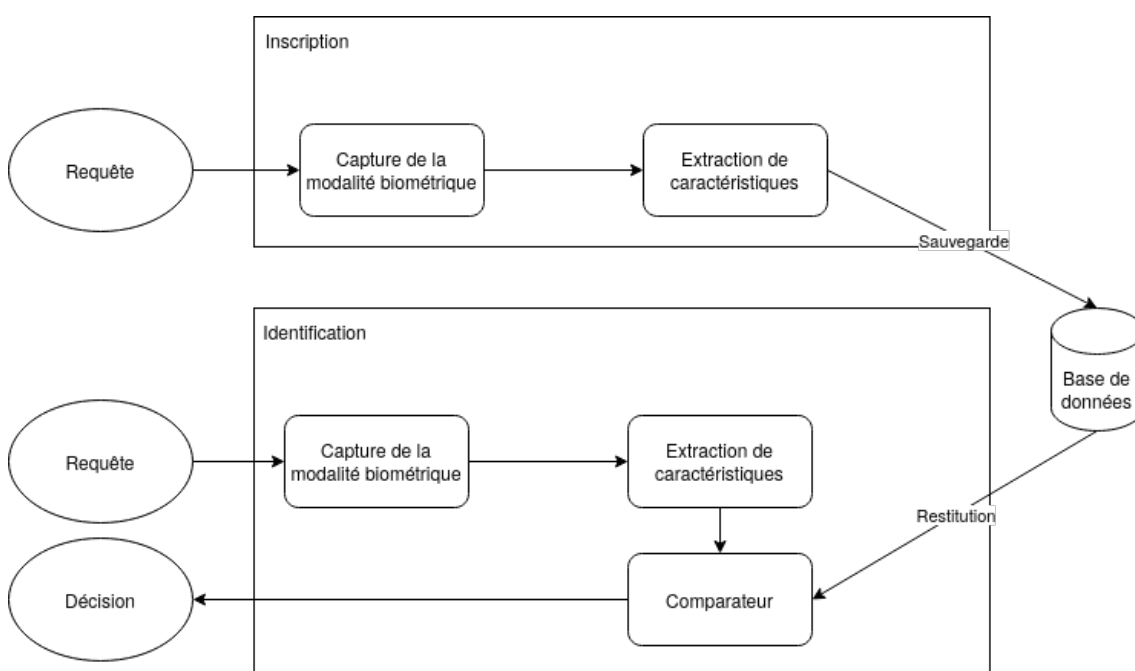 Inscription
Requête
Capture de la
modalité biométrique
Extraction de
caractéristiques
Sauvegarde
Identification
Base de
données
Requête
Capture de la
modalité biométrique
Extraction de
caractéristiques
Restitution
Décision
Comparateur